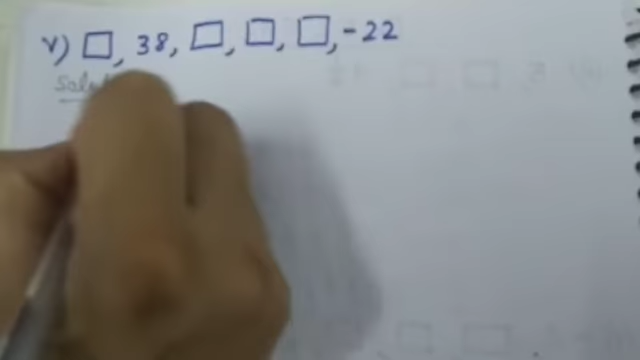 v) □, 38, □, □, □, -22